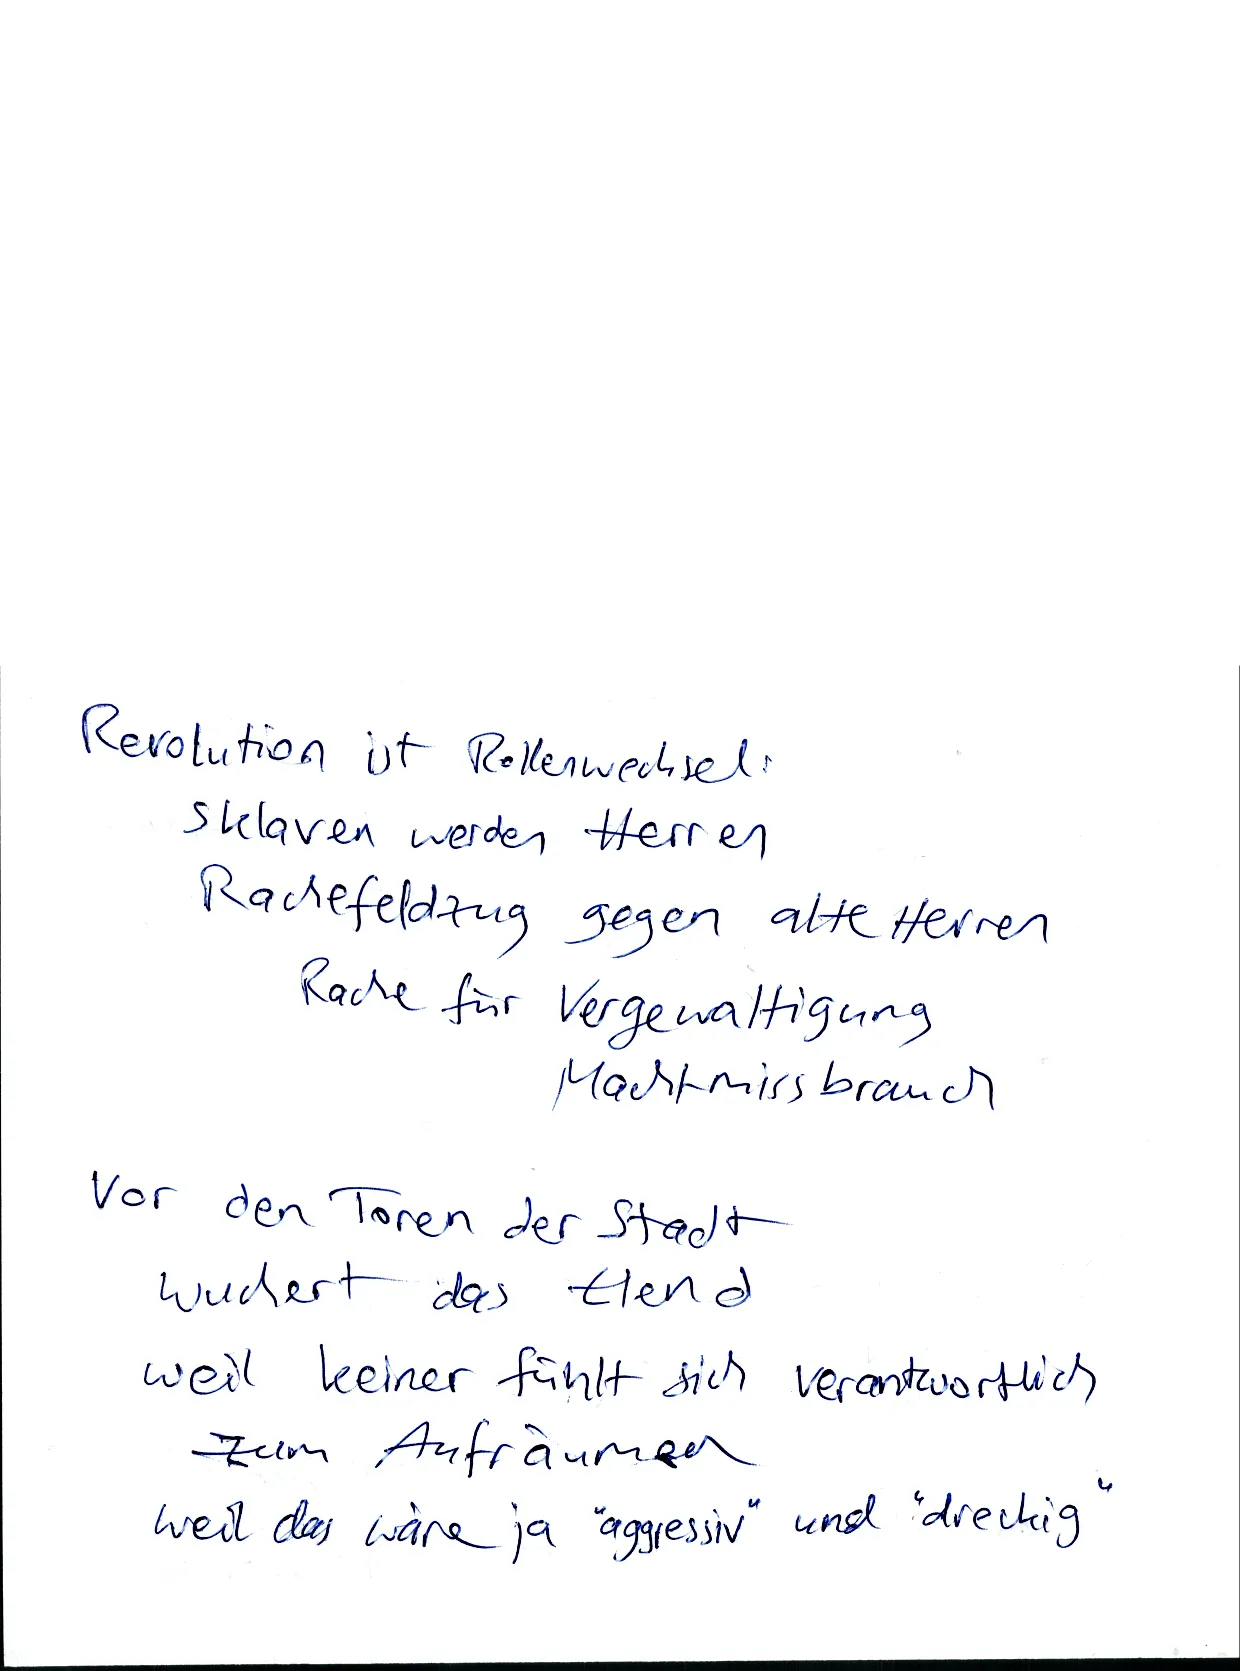 Revolution ist Rollenwechsel:
Sklaven werden Herren
Rachefeldzug gegen alte Herren
Rache für Vergewaltigung
Machtmissbrauch
Vor den Toren der Stadt
wuchert das Elend
weil keiner fühlt sich verantwortlich
zum Aufräumen
weil das wäre ja "aggressiv" und "dreckig"